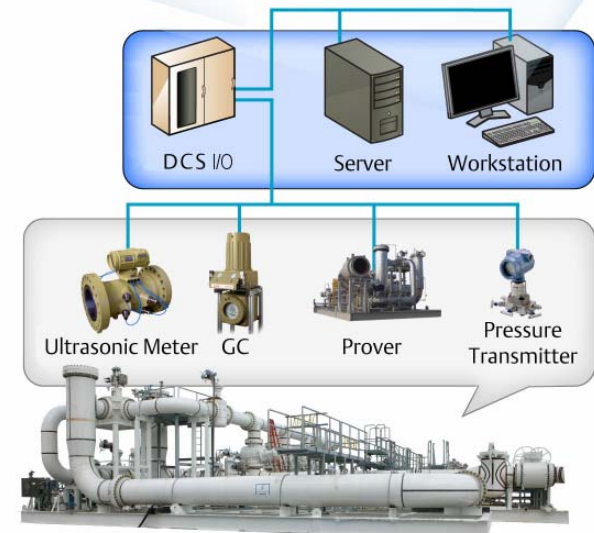 DCS I/O
Server
Workstation
Ultrasonic Meter
GC
Prover
Pressure
Transmitter